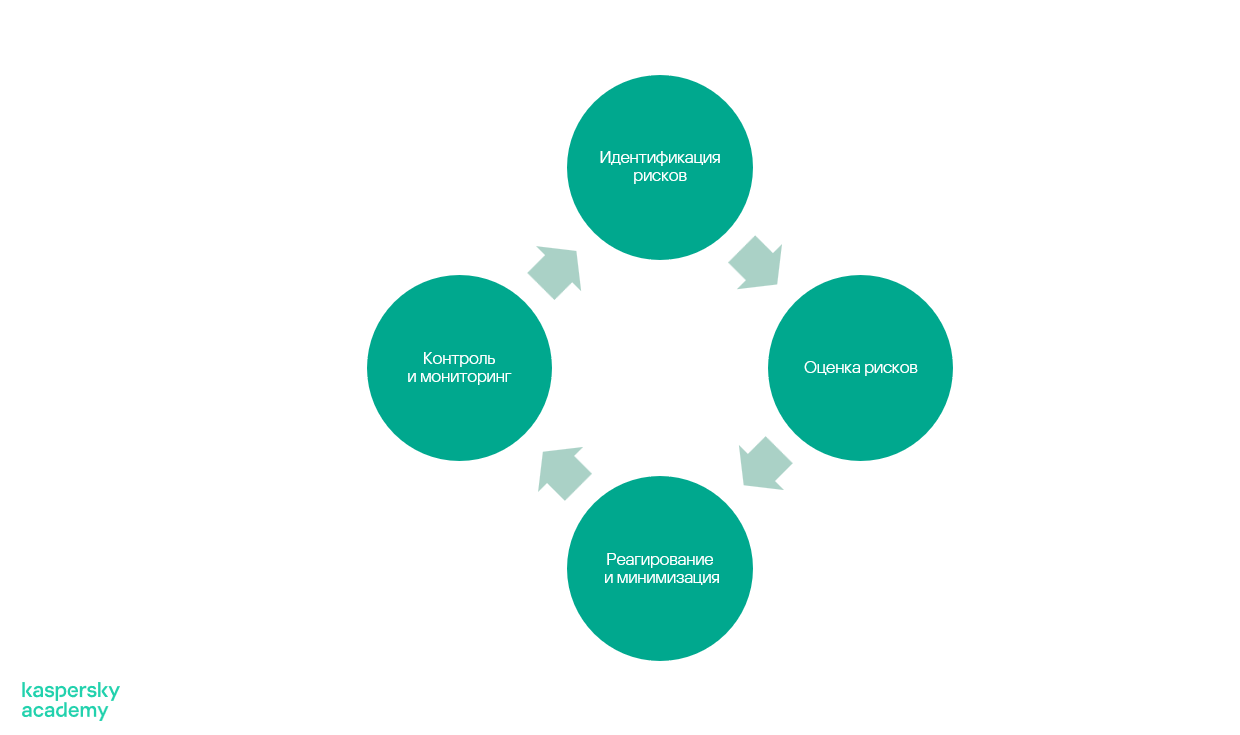 Идентификация
рисков
Оценка рисков
Реагирование
и минимизация
Контроль
и мониторинг
kaspersky
academy